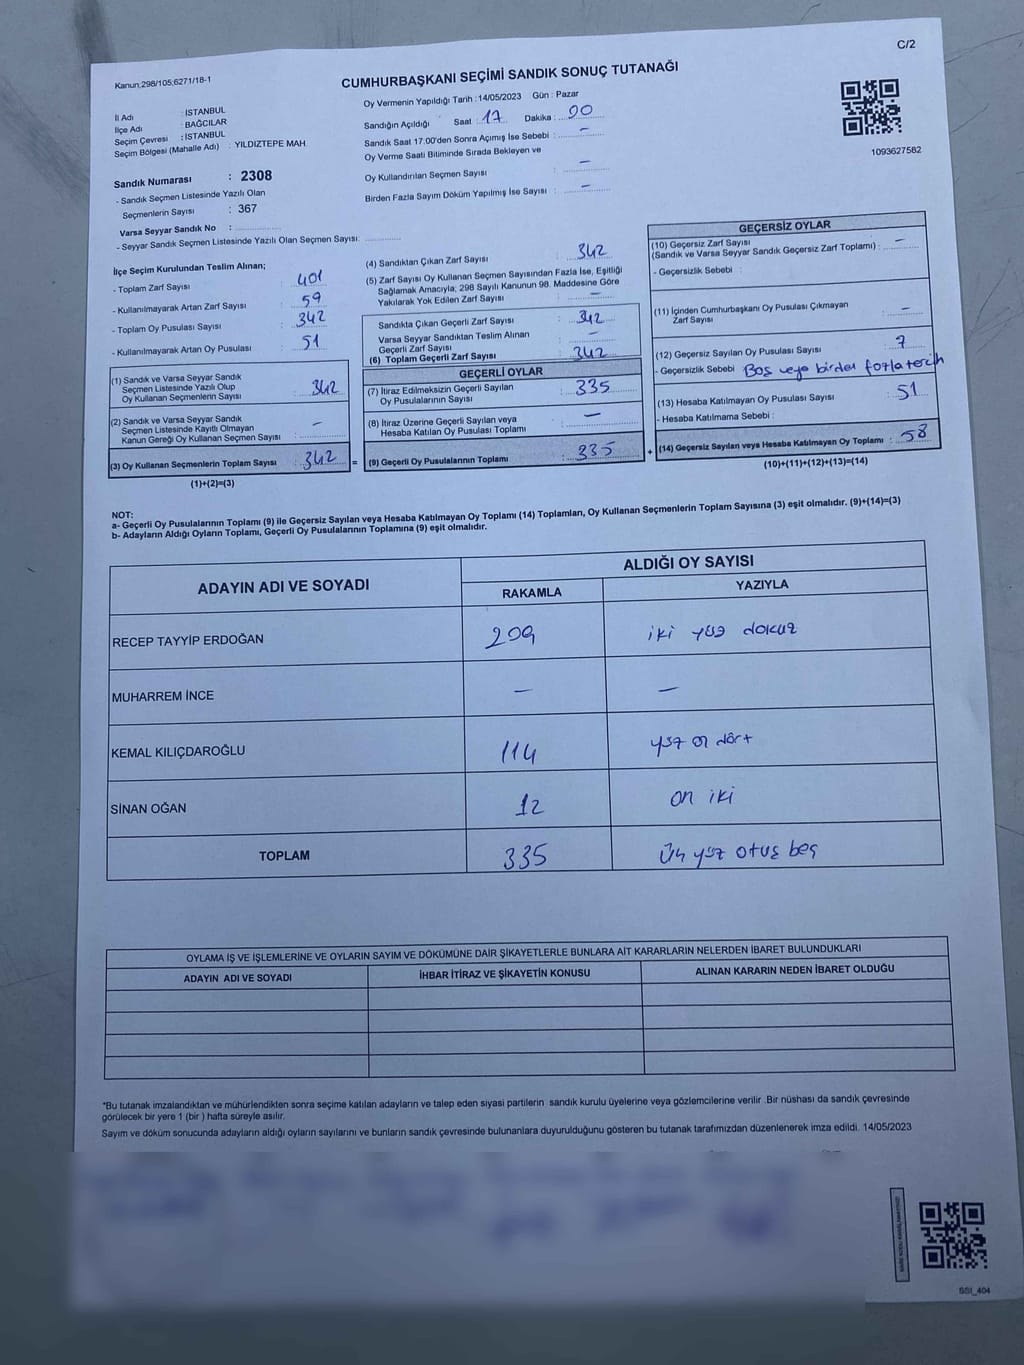 C/2
Kanun:298/105;6271/18-1
CUMHURBAŞKANI SEÇİMİ SANDIK SONUÇ TUTANAĞI
İl Adı : İSTANBUL
İlçe Adı : BAĞCILAR
Seçim Çevresi : İSTANBUL
Seçim Bölgesi (Mahalle Adı) : YILDIZTEPE MAH.
Sandık Numarası : 2308
- Sandık Seçmen Listesinde Yazılı Olan
Seçmenlerin Sayısı : 367
Varsa Seyyar Sandık No :
- Seyyar Sandık Seçmen Listesinde Yazılı Olan Seçmen Sayısı:
Oy Vermenin Yapıldığı Tarih : 14/05/2023 Gün : Pazar
Sandığın Açıldığı Saat : 17 Dakika : 00
Sandık Saat 17:00'den Sonra Açımış İse Sebebi : –
Oy Verme Saati Bitiminde Sırada Bekleyen ve
Oy Kullandırılan Seçmen Sayısı : –
Birden Fazla Sayım Döküm Yapılmış İse Sayısı : –
1093627582
İlçe Seçim Kurulundan Teslim Alınan;
- Toplam Zarf Sayısı : 401
- Kullanılmayarak Artan Zarf Sayısı : 59
- Toplam Oy Pusulası Sayısı : 342
- Kullanılmayarak Artan Oy Pusulası : 51
(1) Sandık ve Varsa Seyyar Sandık
Seçmen Listesinde Yazılı Olup
Oy Kullanan Seçmenlerin Sayısı : 342
(2) Sandık ve Varsa Seyyar Sandık
Seçmen Listesinde Kayıtlı Olmayan
Kanun Gereği Oy Kullanan Seçmen Sayısı : –
(3) Oy Kullanan Seçmenlerin Toplam Sayısı : 342
(1)+(2)=(3)
=
(4) Sandıktan Çıkan Zarf Sayısı : 342
(5) Zarf Sayısı Oy Kullanan Seçmen Sayısından Fazla İse, Eşitliği
Sağlamak Amacıyla; 298 Sayılı Kanunun 98. Maddesine Göre
Yakılarak Yok Edilen Zarf Sayısı : –
Sandıkta Çıkan Geçerli Zarf Sayısı : 342
Varsa Seyyar Sandıktan Teslim Alınan
Geçerli Zarf Sayısı : –
(6) Toplam Geçerli Zarf Sayısı : 342
GEÇERLİ OYLAR
(7) İtiraz Edilmeksizin Geçerli Sayılan
Oy Pusulalarının Sayısı : 335
(8) İtiraz Üzerine Geçerli Sayılan veya
Hesaba Katılan Oy Pusulası Toplamı : –
(9) Geçerli Oy Pusulalarının Toplamı : 335
+
GEÇERSİZ OYLAR
(10) Geçersiz Zarf Sayısı
(Sandık ve Varsa Seyyar Sandık Geçersiz Zarf Toplamı) : –
- Geçersizlik Sebebi :
(11) İçinden Cumhurbaşkanı Oy Pusulası Çıkmayan
Zarf Sayısı : –
(12) Geçersiz Sayılan Oy Pusulası Sayısı : 7
- Geçersizlik Sebebi : Boş veya birden fazla tercih
(13) Hesaba Katılmayan Oy Pusulası Sayısı : 51
- Hesaba Katılmama Sebebi :
(14) Geçersiz Sayılan veya Hesaba Katılmayan Oy Toplamı : 58
(10)+(11)+(12)+(13)=(14)
NOT:
a- Geçerli Oy Pusulalarının Toplamı (9) ile Geçersiz Sayılan veya Hesaba Katılmayan Oy Toplamı (14) Toplamları, Oy Kullanan Seçmenlerin Toplam Sayısına (3) eşit olmalıdır. (9)+(14)=(3)
b- Adayların Aldığı Oyların Toplamı, Geçerli Oy Pusulalarının Toplamına (9) eşit olmalıdır.
ADAYIN ADI VE SOYADI
ALDIĞI OY SAYISI
RAKAMLA YAZIYLA
RECEP TAYYİP ERDOĞAN 209 iki yüz dokuz
MUHARREM İNCE – –
KEMAL KILIÇDAROĞLU 114 yüz on dört
SİNAN OĞAN 12 on iki
TOPLAM 335 Üç yüz otuz beş
OYLAMA İŞ VE İŞLEMLERİNE VE OYLARIN SAYIM VE DÖKÜMÜNE DAİR ŞİKAYETLERLE BUNLARA AİT KARARLARIN NELERDEN İBARET BULUNDUKLARI
ADAYIN ADI VE SOYADI İHBAR İTİRAZ VE ŞİKAYETİN KONUSU ALINAN KARARIN NEDEN İBARET OLDUĞU
*Bu tutanak imzalandıktan ve mühürlendikten sonra seçime katılan adayların ve talep eden siyasi partilerin sandık kurulu üyelerine veya gözlemcilerine verilir .Bir nüshası da sandık çevresinde
görülecek bir yere 1 (bir ) hafta süreyle asılır.
Sayım ve döküm sonucunda adayların aldığı oyların sayılarını ve bunların sandık çevresinde bulunanlara duyurulduğunu gösteren bu tutanak tarafımızdan düzenlenerek imza edildi. 14/05/2023
SSI_404